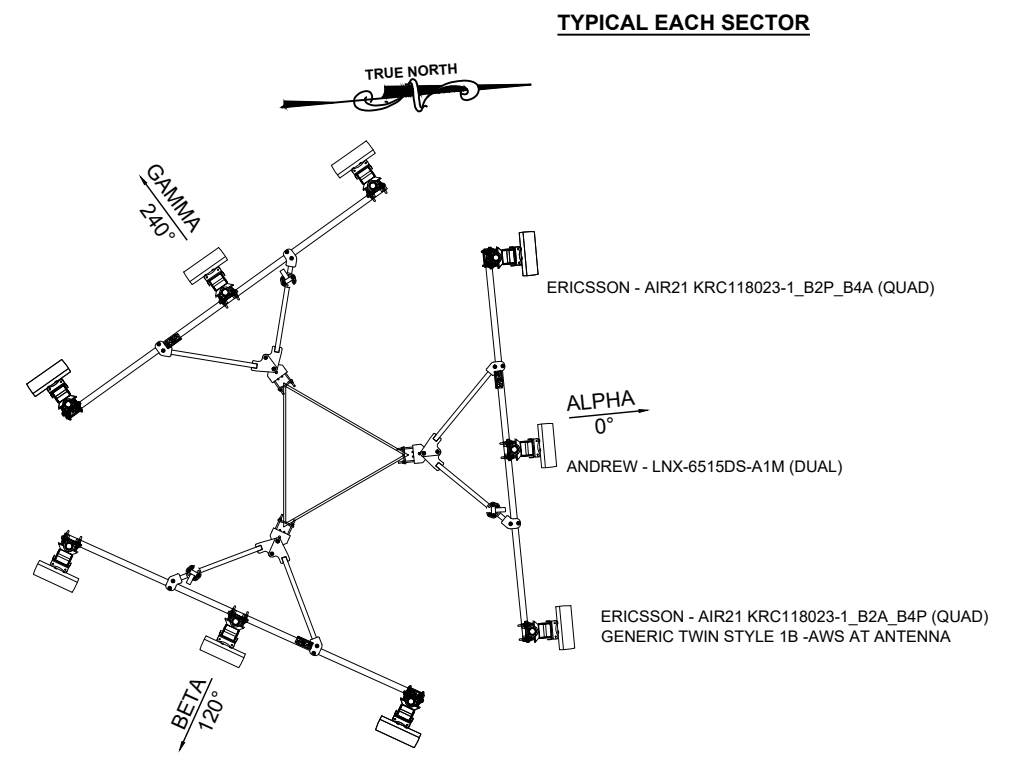 TYPICAL EACH SECTOR
TRUE NORTH
GAMMA
240°
ERICSSON - AIR21 KRC118023-1_B2P_B4A (QUAD)
ALPHA
0°
ANDREW - LNX-6515DS-A1M (DUAL)
ERICSSON - AIR21 KRC118023-1_B2A_B4P (QUAD)
GENERIC TWIN STYLE 1B -AWS AT ANTENNA
BETA
120°